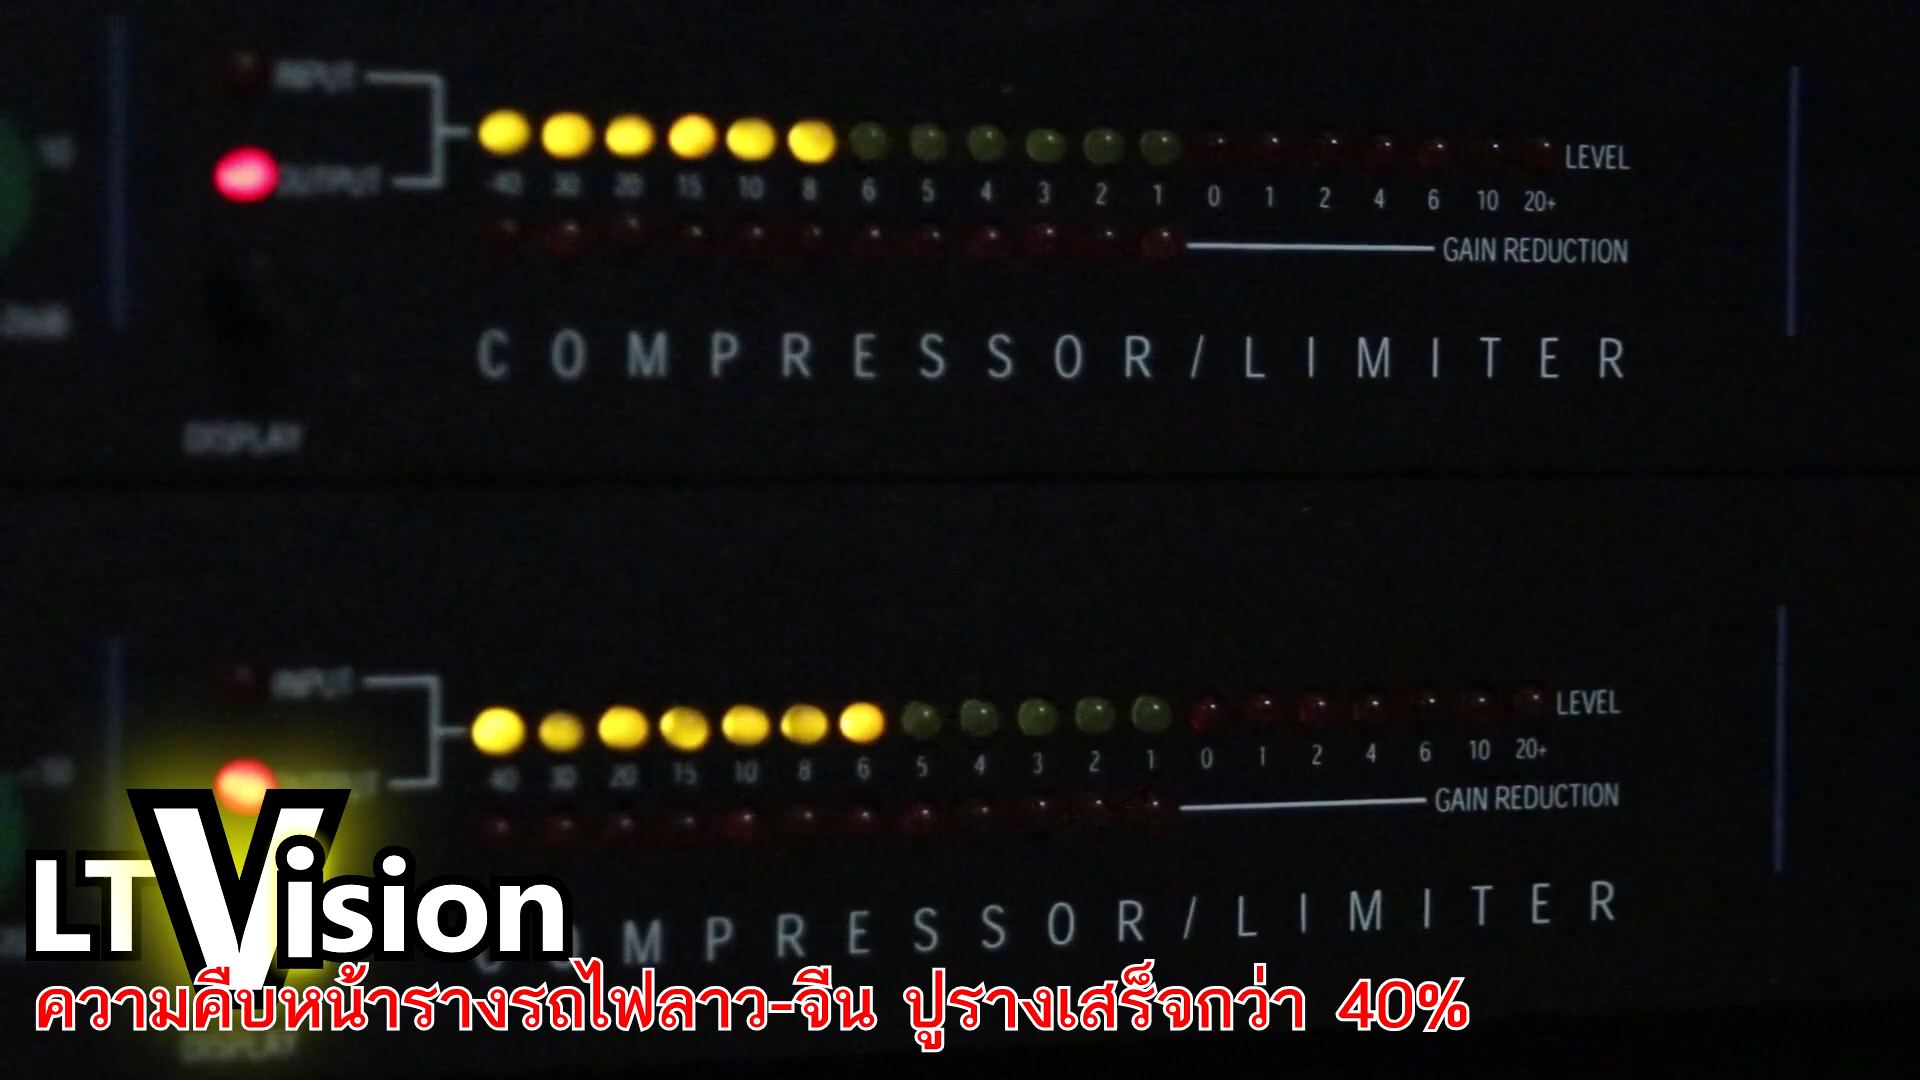 INPUT
OUTPUT
LEVEL
40 30 20 15 10 8 6 5 4 3 2 1 0 1 2 4 6 10 20+
GAIN REDUCTION
COMPRESSOR/LIMITER
DISPLAY
INPUT
LEVEL
40 30 20 15 10 8 6 5 4 3 2 1 0 1 2 4 6 10 20+
GAIN REDUCTION
LTVision
OMPRESSOR/LIMITER
ความคืบหน้ารางรถไฟลาว-จีน ปูรางเสร็จกว่า 40%
DISPLAY